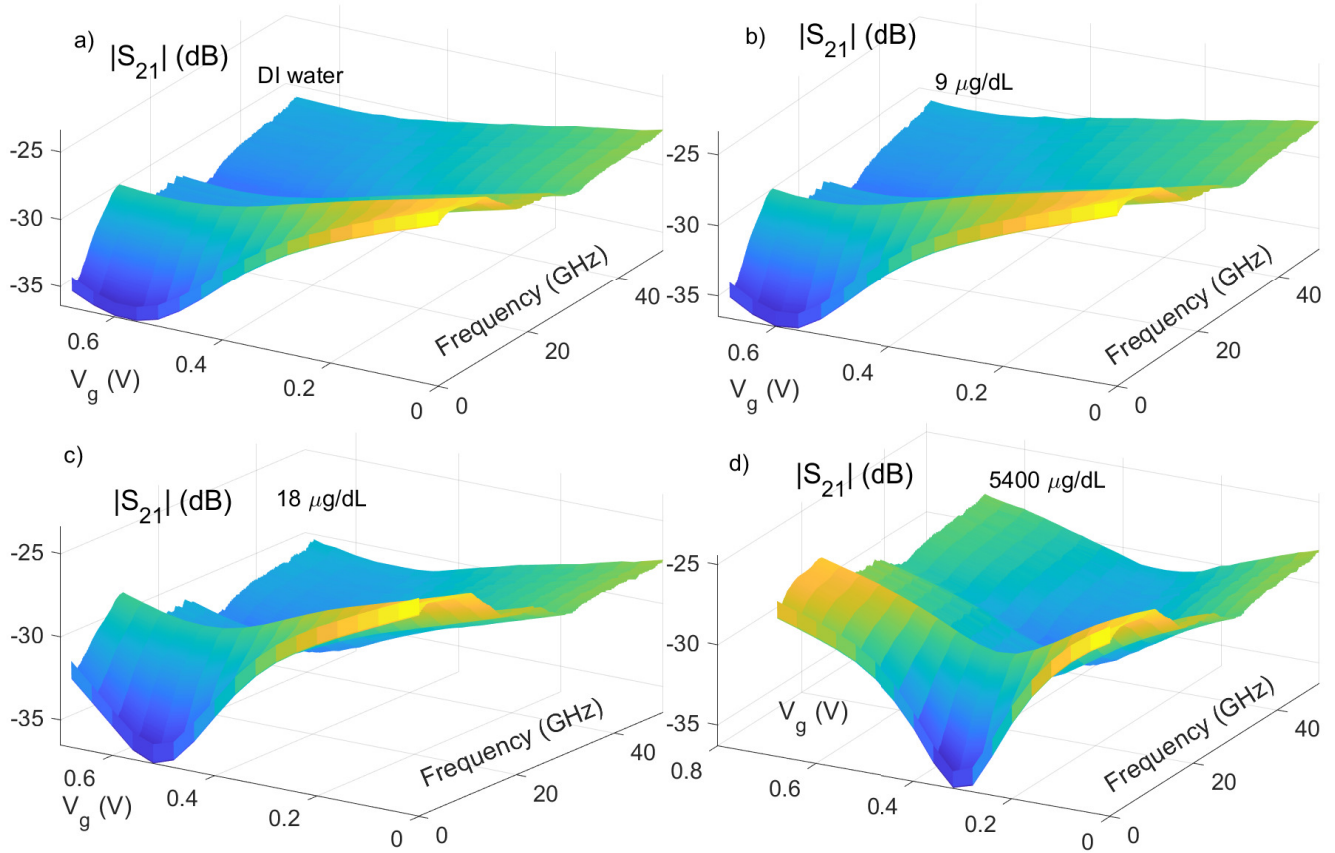 a)
|S21| (dB)
DI water
-25
-30
-35
0.6
0.4
0.2
0
Vg (V)
0
20
40
Frequency (GHz)
b)
|S21| (dB)
9 μg/dL
-25
-30
-35
0.6
0.4
0.2
0
Vg (V)
0
20
40
Frequency (GHz)
c)
|S21| (dB)
18 μg/dL
-25
-30
-35
0.6
0.4
0.2
0
Vg (V)
0
20
40
Frequency (GHz)
d)
|S21| (dB)
5400 μg/dL
-25
-30
-35
0.8
0.6
0.4
0.2
0
Vg (V)
0
20
40
Frequency (GHz)